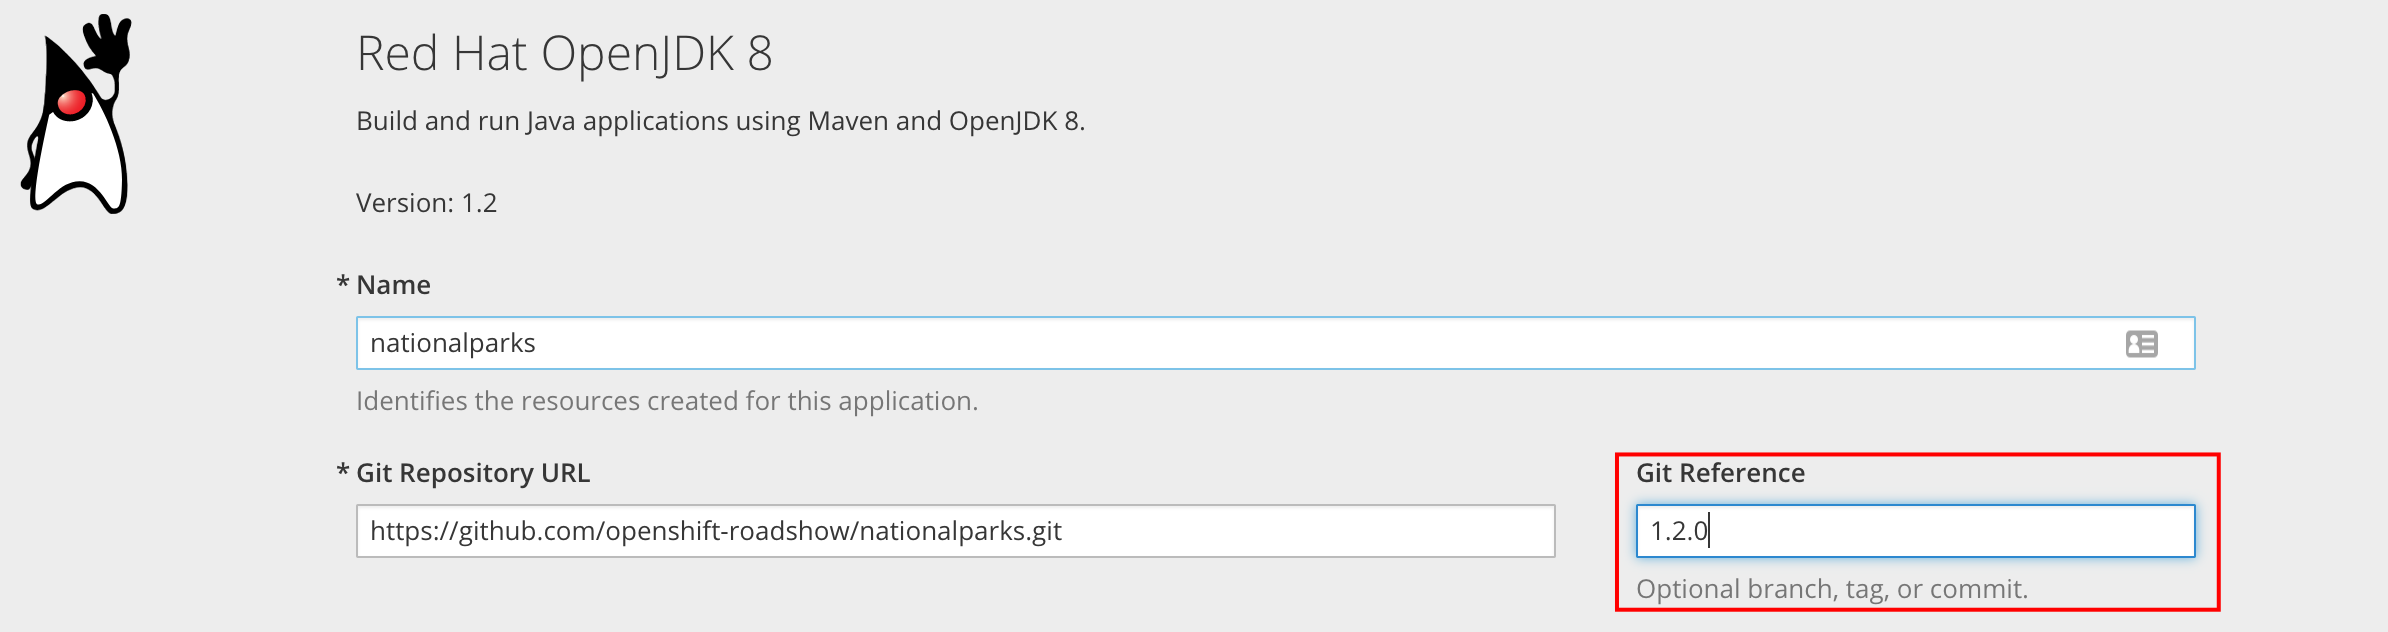 Red Hat OpenJDK 8
Build and run Java applications using Maven and OpenJDK 8.
Version: 1.2
* Name
nationalparks
Identifies the resources created for this application.
* Git Repository URL
https://github.com/openshift-roadshow/nationalparks.git
Git Reference
1.2.0
Optional branch, tag, or commit.